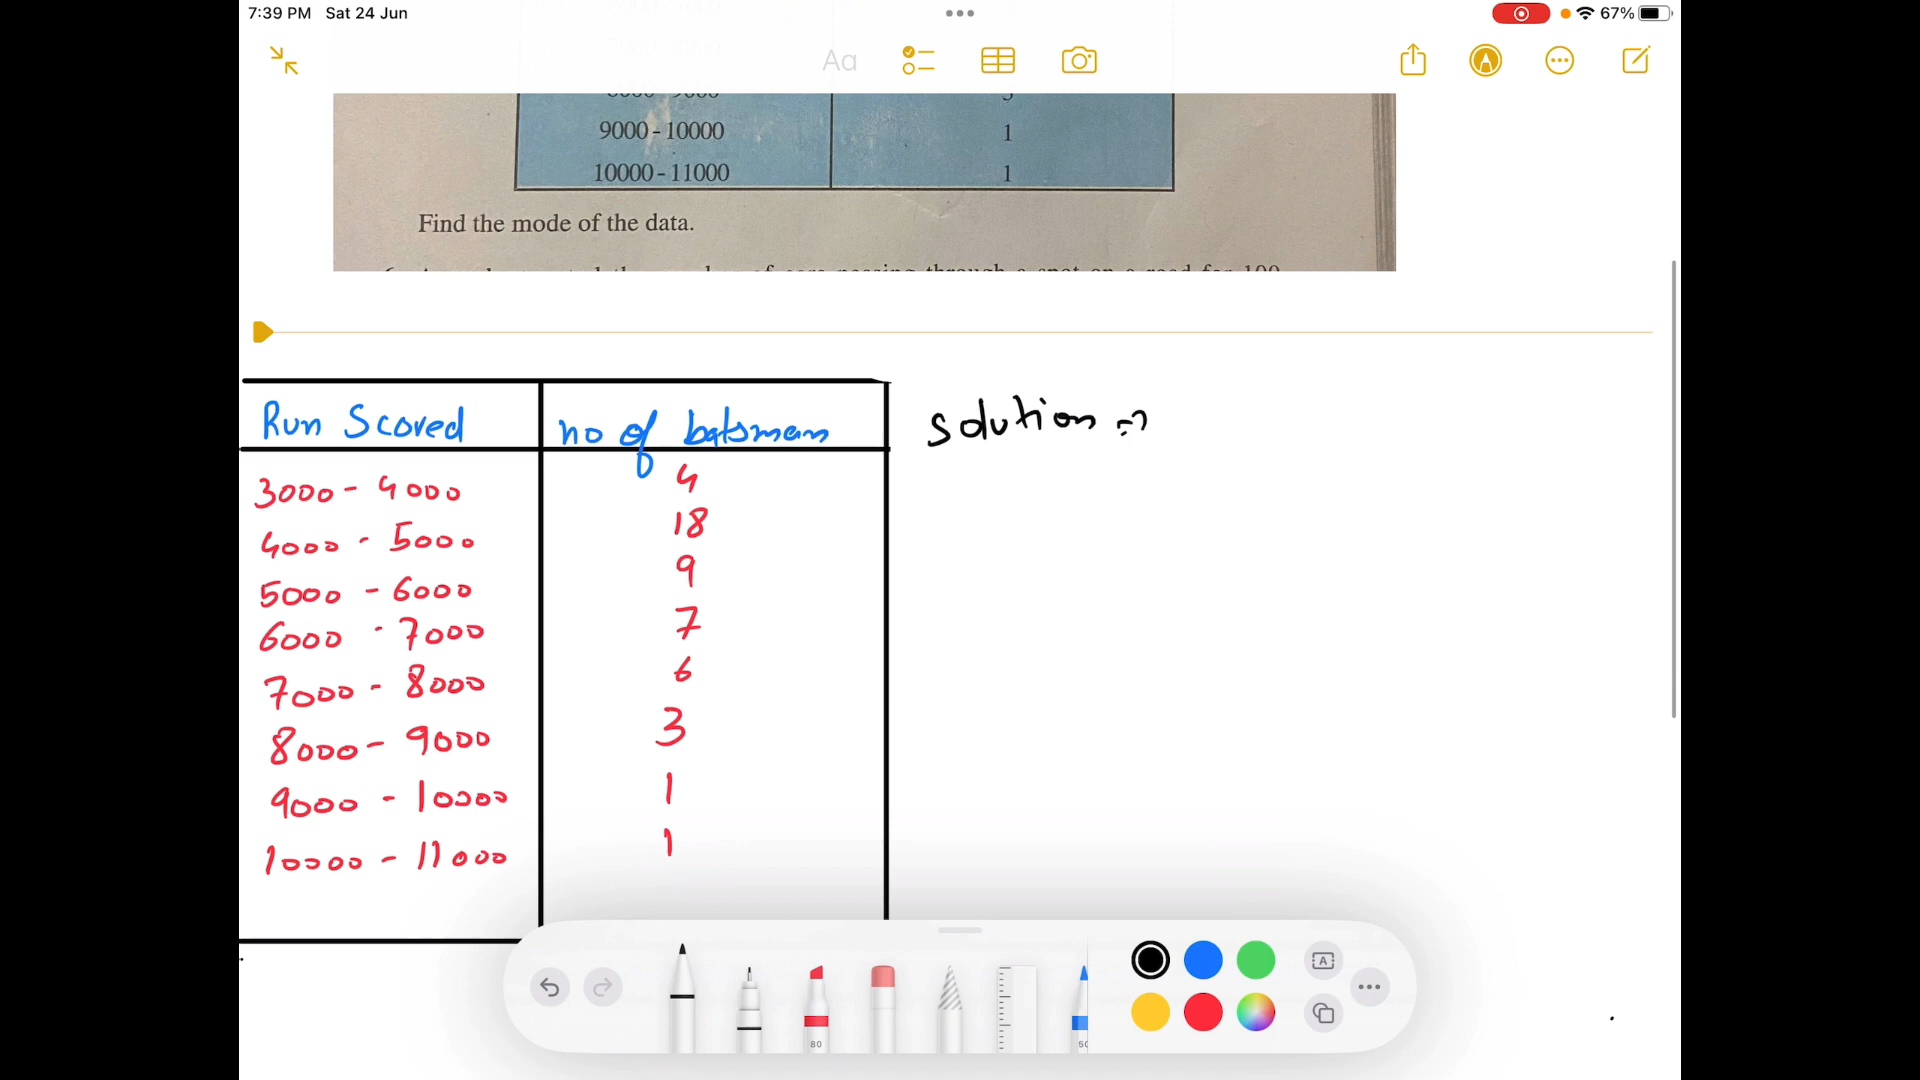 7:39 PM Sat 24 Jun
67%
Aa
9000 - 10000 1
10000 - 11000 1
Find the mode of the data.
Run Scored no of batsman
solution :-)
3000 - 4000 4
4000 - 5000 18
5000 - 6000 9
6000 - 7000 7
7000 - 8000 6
8000 - 9000 3
9000 - 10000 1
10000 - 11000 1
A
80